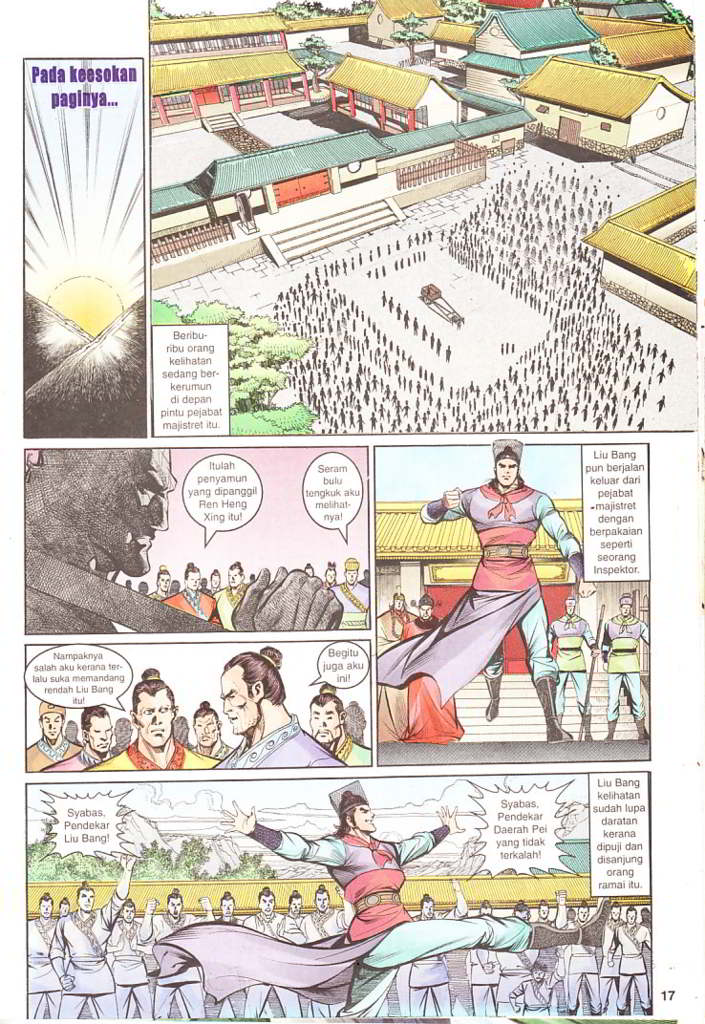 Pada keesokan
paginya...
Beribu-
ribu orang
kelihatan
sedang ber-
kerumun
di depan
pintu pejabat
majistret itu.
Itulah
penyamun
yang dipanggil
Ren Heng
Xing itu!
Seram
bulu
tengkuk aku
melihat-
nya!
Liu Bang
pun berjalan
keluar dari
pejabat
majistret
dengan
berpakaian
seperti
seorang
Inspektor.
Nampaknya
salah aku kerana ter-
lalu suka memandang
rendah Liu Bang
itu!
Begitu
juga aku
ini!
Syabas,
Pendekar
Liu Bang!
Syabas,
Pendekar
Daerah Pei
yang tidak
terkalah!
Liu Bang
kelihatan
sudah lupa
daratan
kerana
dipuji dan
disanjung
orang
ramai itu.
17